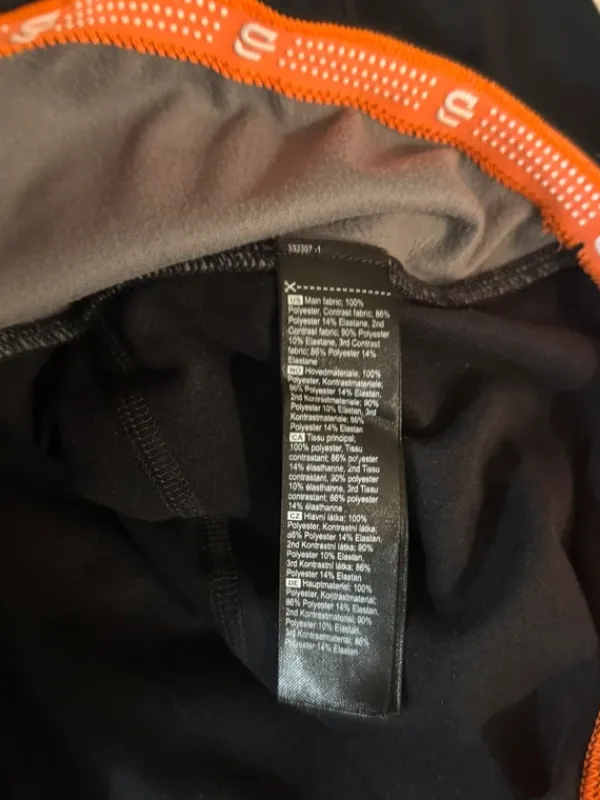 332307 -1
US Main fabric; 100%
Polyester, Contrast fabric, 86%
Polyester 14% Elastane, 2nd
Contrast fabric; 90% Polyester
10% Elastane, 3rd Contrast
fabric; 86% Polyester 14%
Elastane
NO Hovedmateriale; 100%
Polyester, Kontrastmateriale;
86% Polyester 14% Elastan,
2nd Kontrastmateriale; 90%
Polyester 10% Elastan, 3rd
Kontrastmateriale; 86%
Polyester 14% Elastan
CA Tissu principal;
100% polyester, Tissu
contrastant; 86% polyester
14% élasthanne, 2nd Tissu
contrastant, 90% polyester
10% élasthanne, 3rd Tissu
contrastant; 86% polyester
14% élasthanne
CZ Hlavní látka; 100%
Polyester, Kontrastní látka,
86% Polyester 14% Elastan,
2nd Kontrastní látka; 90%
Polyester 10% Elastan,
3rd Kontrastní látka; 86%
Polyester 14% Elastan
DE Hauptmaterial; 100%
Polyester, Kontrastmaterial;
86% Polyester 14% Elastan,
2nd Kontrastmaterial; 90%
Polyester 10% Elastan,
3rd Kontrastmaterial; 86%
Polyester 14% Elastan